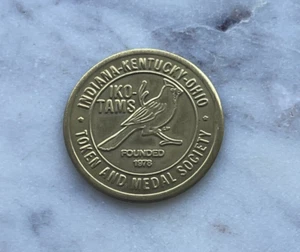 · INDIANA-KENTUCKY-OHIO ·
IKO-
TAMS
FOUNDED
1978
TOKEN AND MEDAL SOCIETY